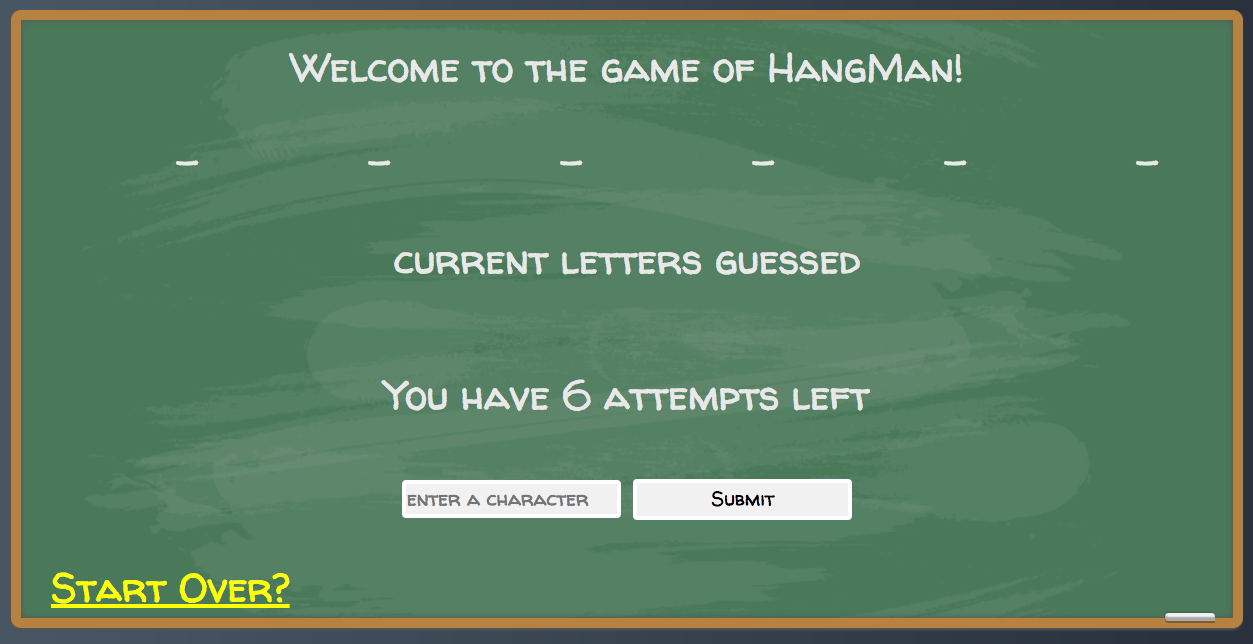 Welcome to the game of HangMan!
_ _ _ _ _ _
current letters guessed
You have 6 attempts left
enter a character Submit
Start Over?